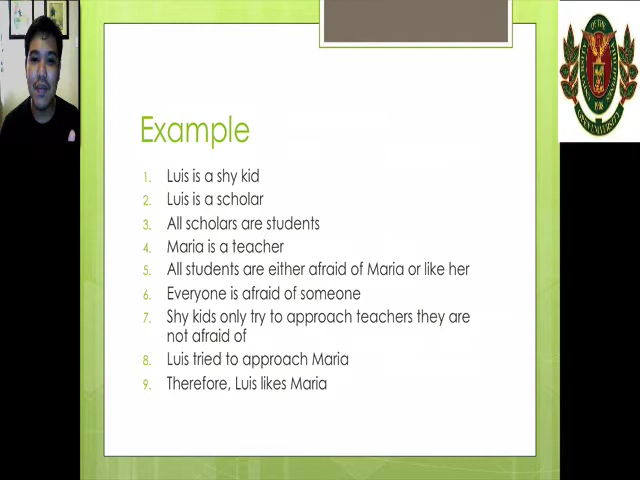 Example
1. Luis is a shy kid
2. Luis is a scholar
3. All scholars are students
4. Maria is a teacher
5. All students are either afraid of Maria or like her
6. Everyone is afraid of someone
7. Shy kids only try to approach teachers they are
not afraid of
8. Luis tried to approach Maria
9. Therefore, Luis likes Maria